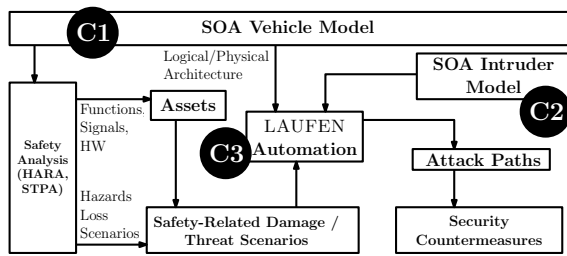 C1
SOA Vehicle Model
Logical/Physical
Architecture
SOA Intruder
Model
C2
Safety
Analysis
(HARA,
STPA)
Functions,
Signals,
HW
Assets
C3
LAUFEN
Automation
Attack Paths
Hazards
Loss
Scenarios
Safety-Related Damage /
Threat Scenarios
Security
Countermeasures